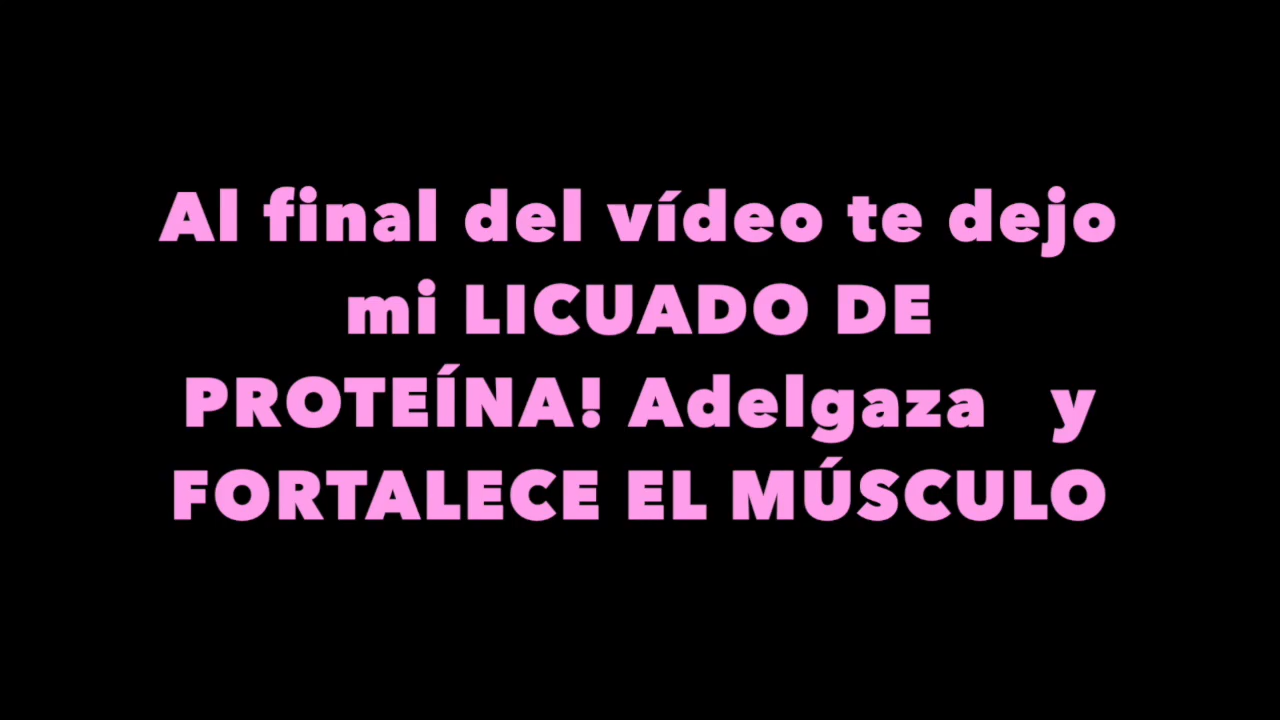 Al final del vídeo te dejo
mi LICUADO DE
PROTEÍNA! Adelgaza y
FORTALECE EL MÚSCULO